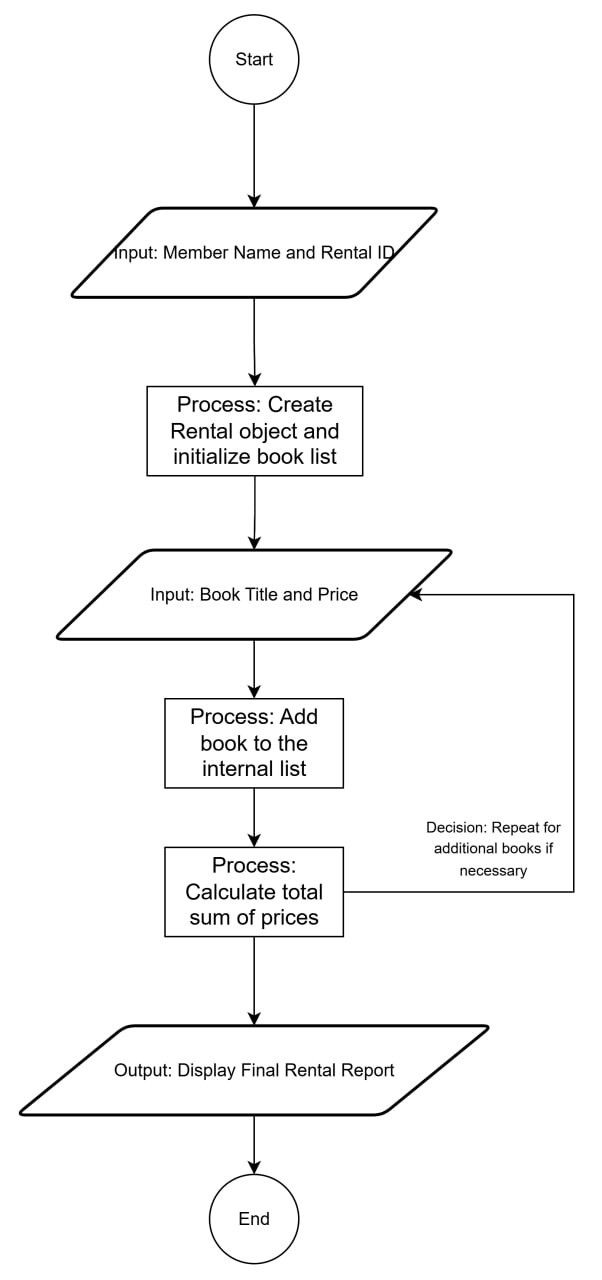 Start
Input: Member Name and Rental ID
Process: Create
Rental object and
initialize book list
Input: Book Title and Price
Process: Add
book to the
internal list
Decision: Repeat for
additional books if
necessary
Process:
Calculate total
sum of prices
Output: Display Final Rental Report
End